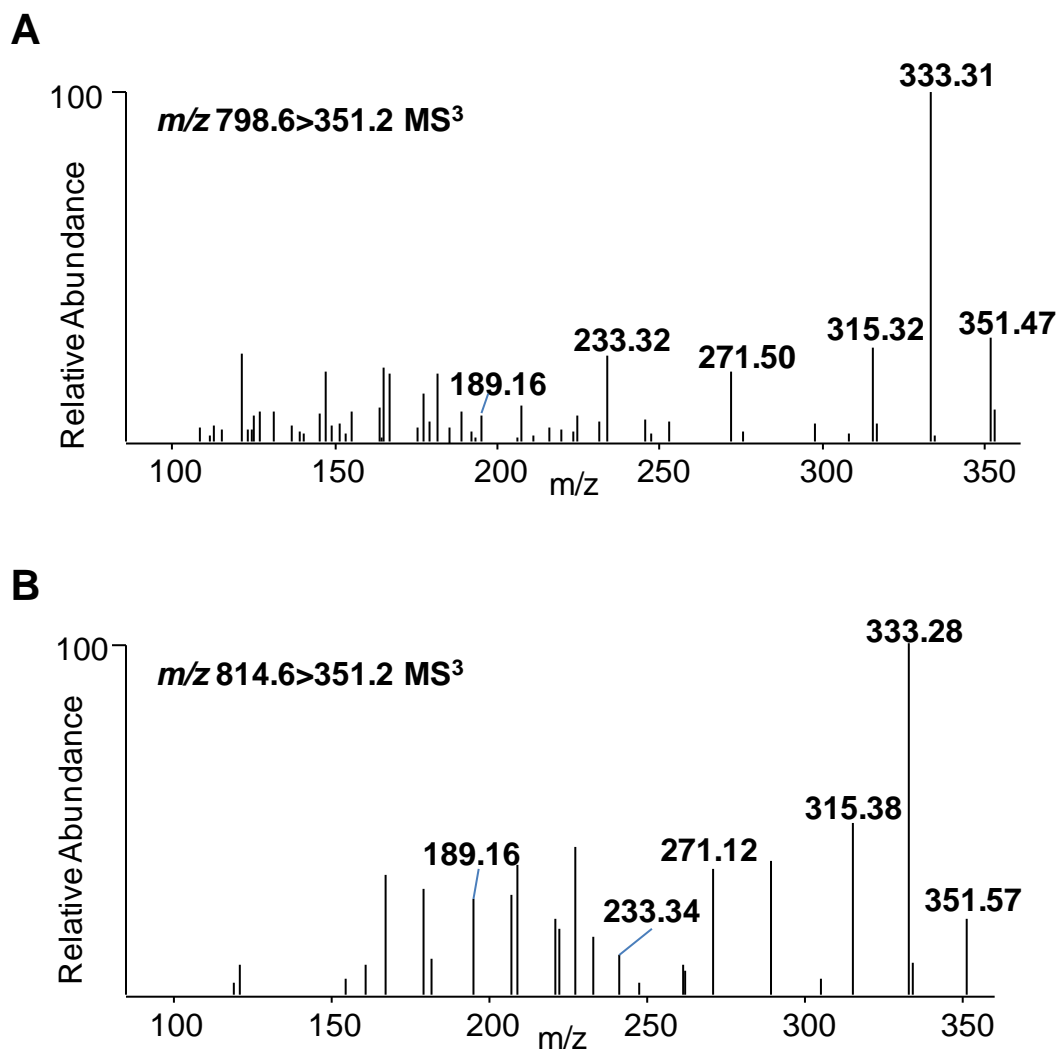 A
100
m/z 798.6>351.2 MS³
Relative Abundance
333.31
351.47
315.32
271.50
233.32
189.16
100 150 200 250 300 350
m/z
B
100
m/z 814.6>351.2 MS³
Relative Abundance
333.28
315.38
351.57
271.12
189.16
233.34
100 150 200 250 300 350
m/z